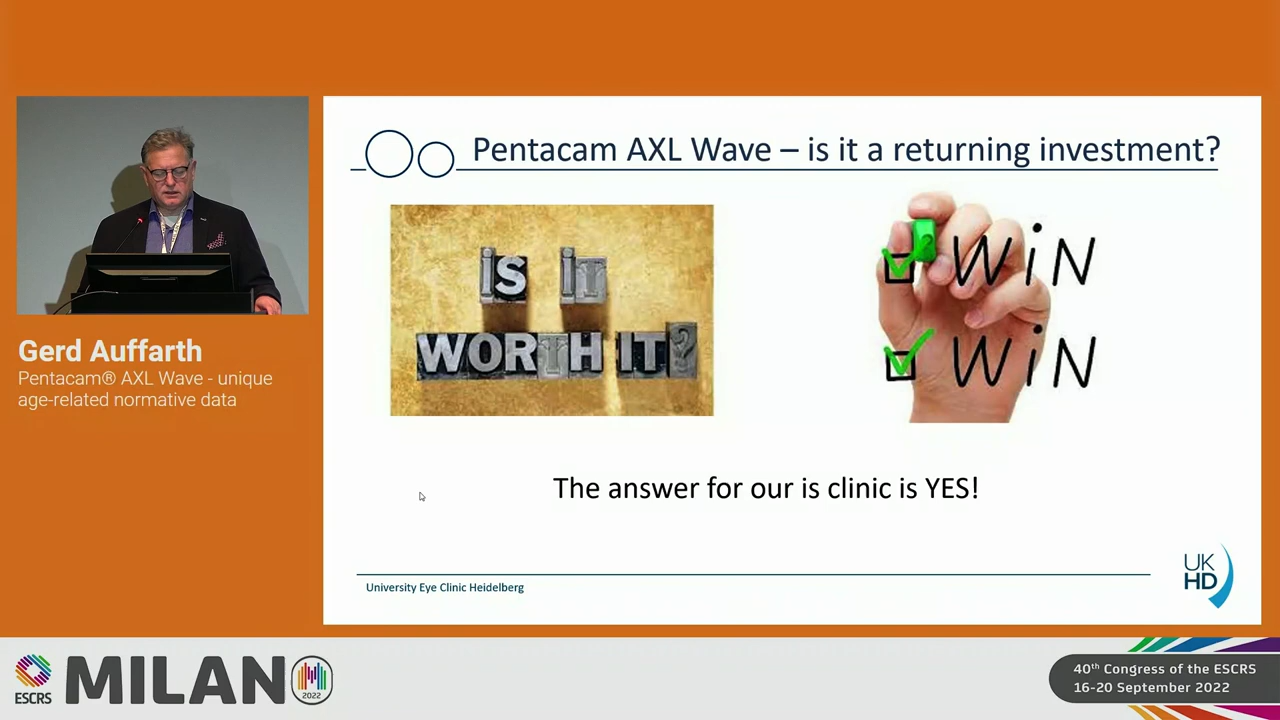 Pentacam AXL Wave – is it a returning investment?
iS iT
WORTH IT?
WiN
WiN
The answer for our is clinic is YES!
University Eye Clinic Heidelberg
UK
HD
Gerd Auffarth
Pentacam® AXL Wave - unique
age-related normative data
ESCRS
MILAN
2022
40th Congress of the ESCRS
16-20 September 2022